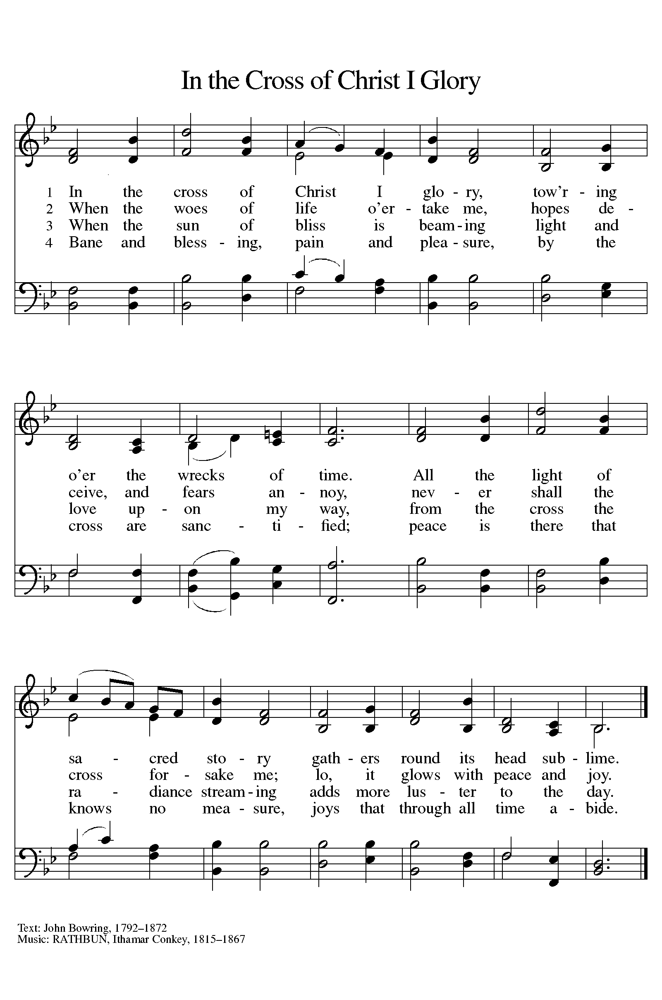 In the Cross of Christ I Glory
1 In the cross of Christ I glo - ry, tow'r - ing
2 When the woes of life o'er - take me, hopes de -
3 When the sun of bliss is beam - ing light and
4 Bane and bless - ing, pain and plea - sure, by the
o'er the wrecks of time. All the light of
ceive, and fears an - noy, nev - er shall the
love up - on my way, from the cross the
cross are sanc - ti - fied; peace is there that
sa - cred sto - ry gath - ers round its head sub - lime.
cross for - sake me; lo, it glows with peace and joy.
ra - diance stream - ing adds more lus - ter to the day.
knows no mea - sure, joys that through all time a - bide.
Text: John Bowring, 1792–1872
Music: RATHBUN, Ithamar Conkey, 1815–1867